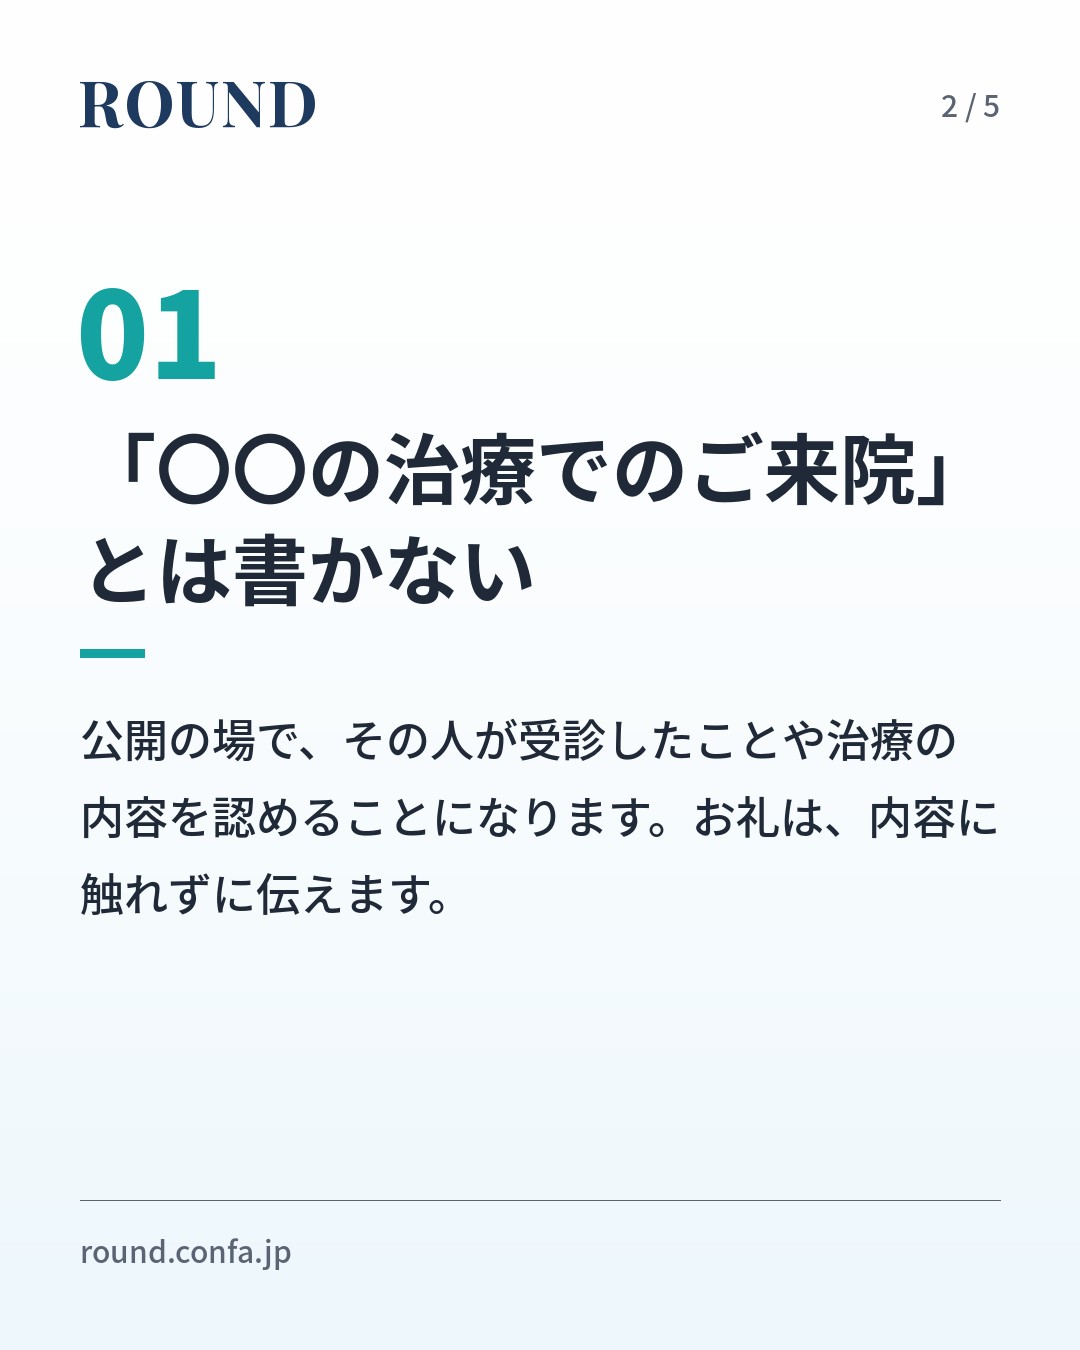 ROUND
2 / 5
01
「〇〇の治療でのご来院」
とは書かない
公開の場で、その人が受診したことや治療の
内容を認めることになります。お礼は、内容に
触れずに伝えます。
round.confa.jp